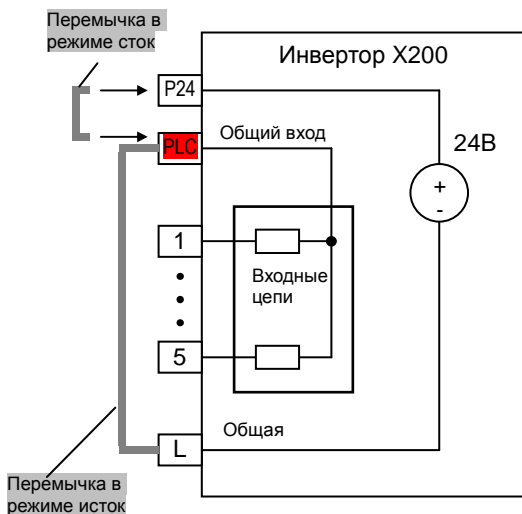 Перемычка в
режиме сток
Инвертор X200
P24
Общий вход
PLC
24В
+
-
1
Входные
цепи
5
Общая
L
Перемычка в
режиме исток